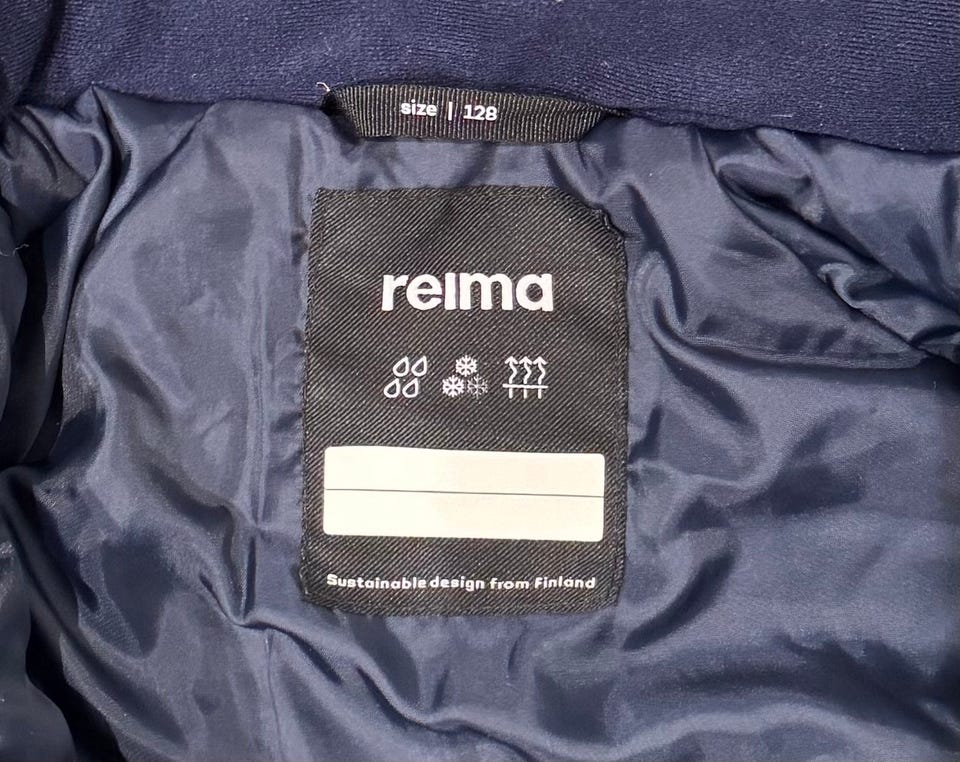 size | 128
reima
Sustainable design from Finland